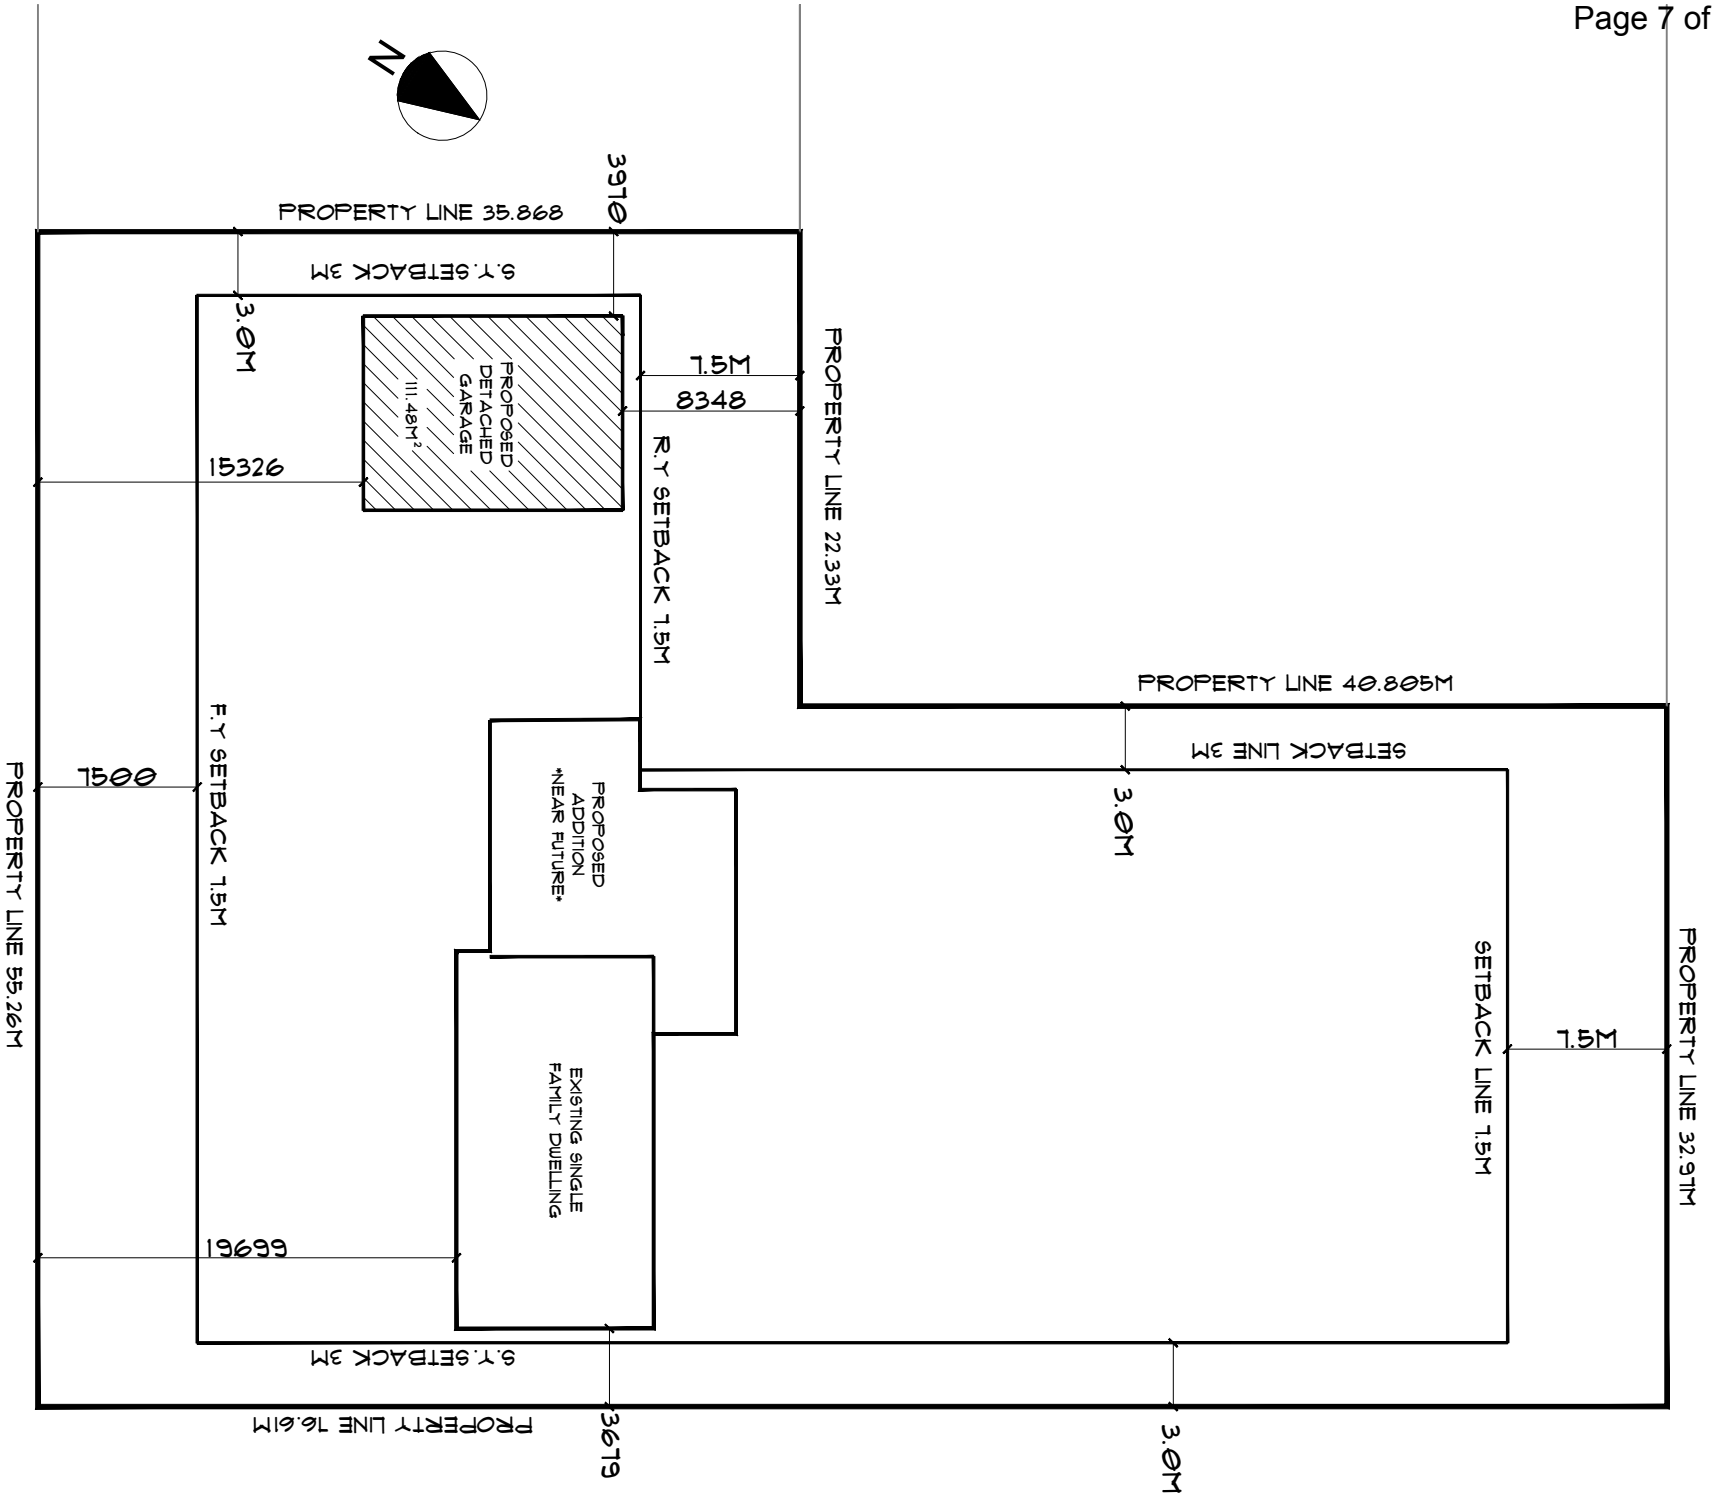 Page 7 of
N
3970
PROPERTY LINE 35.868
S.Y. SETBACK 3M
3.0M
PROPOSED
DETACHED
GARAGE
111.48M²
7.5M
8348
PROPERTY LINE 22.33M
R.Y SETBACK 7.5M
15326
PROPERTY LINE 40.805M
SETBACK LINE 3M
3.0M
F.Y SETBACK 7.5M
7500
PROPERTY LINE 55.26M
PROPOSED
ADDITION
*NEAR FUTURE*
SETBACK LINE 7.5M
7.5M
PROPERTY LINE 32.97M
EXISTING SINGLE
FAMILY DWELLING
19699
S.Y. SETBACK 3M
PROPERTY LINE 76.61M
3679
3.0M